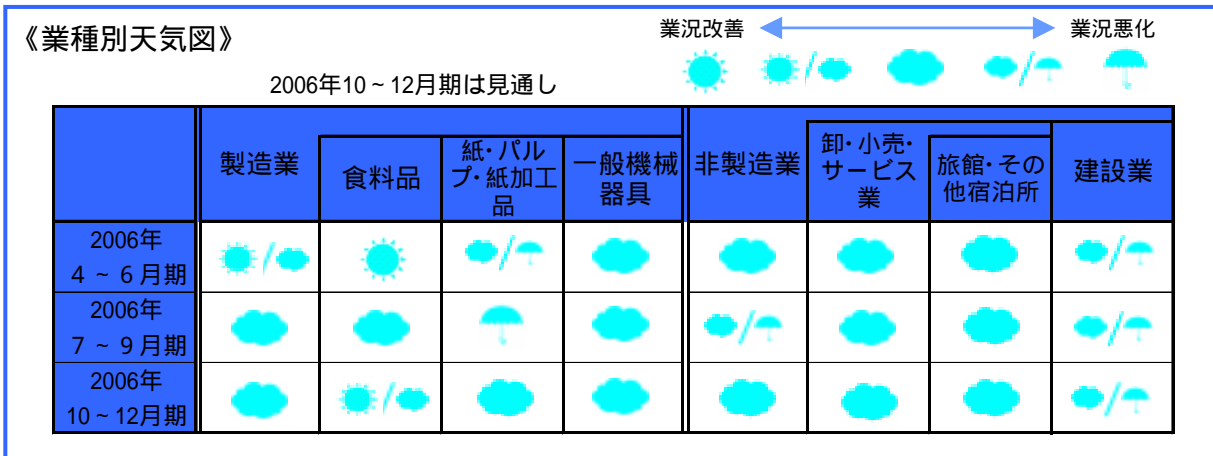 《業種別天気図》
業況改善
業況悪化
2006年10~12月期は見通し
製造業
食料品
紙・パル
プ・紙加工
品
一般機械
器具
非製造業
卸・小売・
サービス
業
旅館・その
他宿泊所
建設業
2006年
4~6月期
2006年
7~9月期
2006年
10~12月期